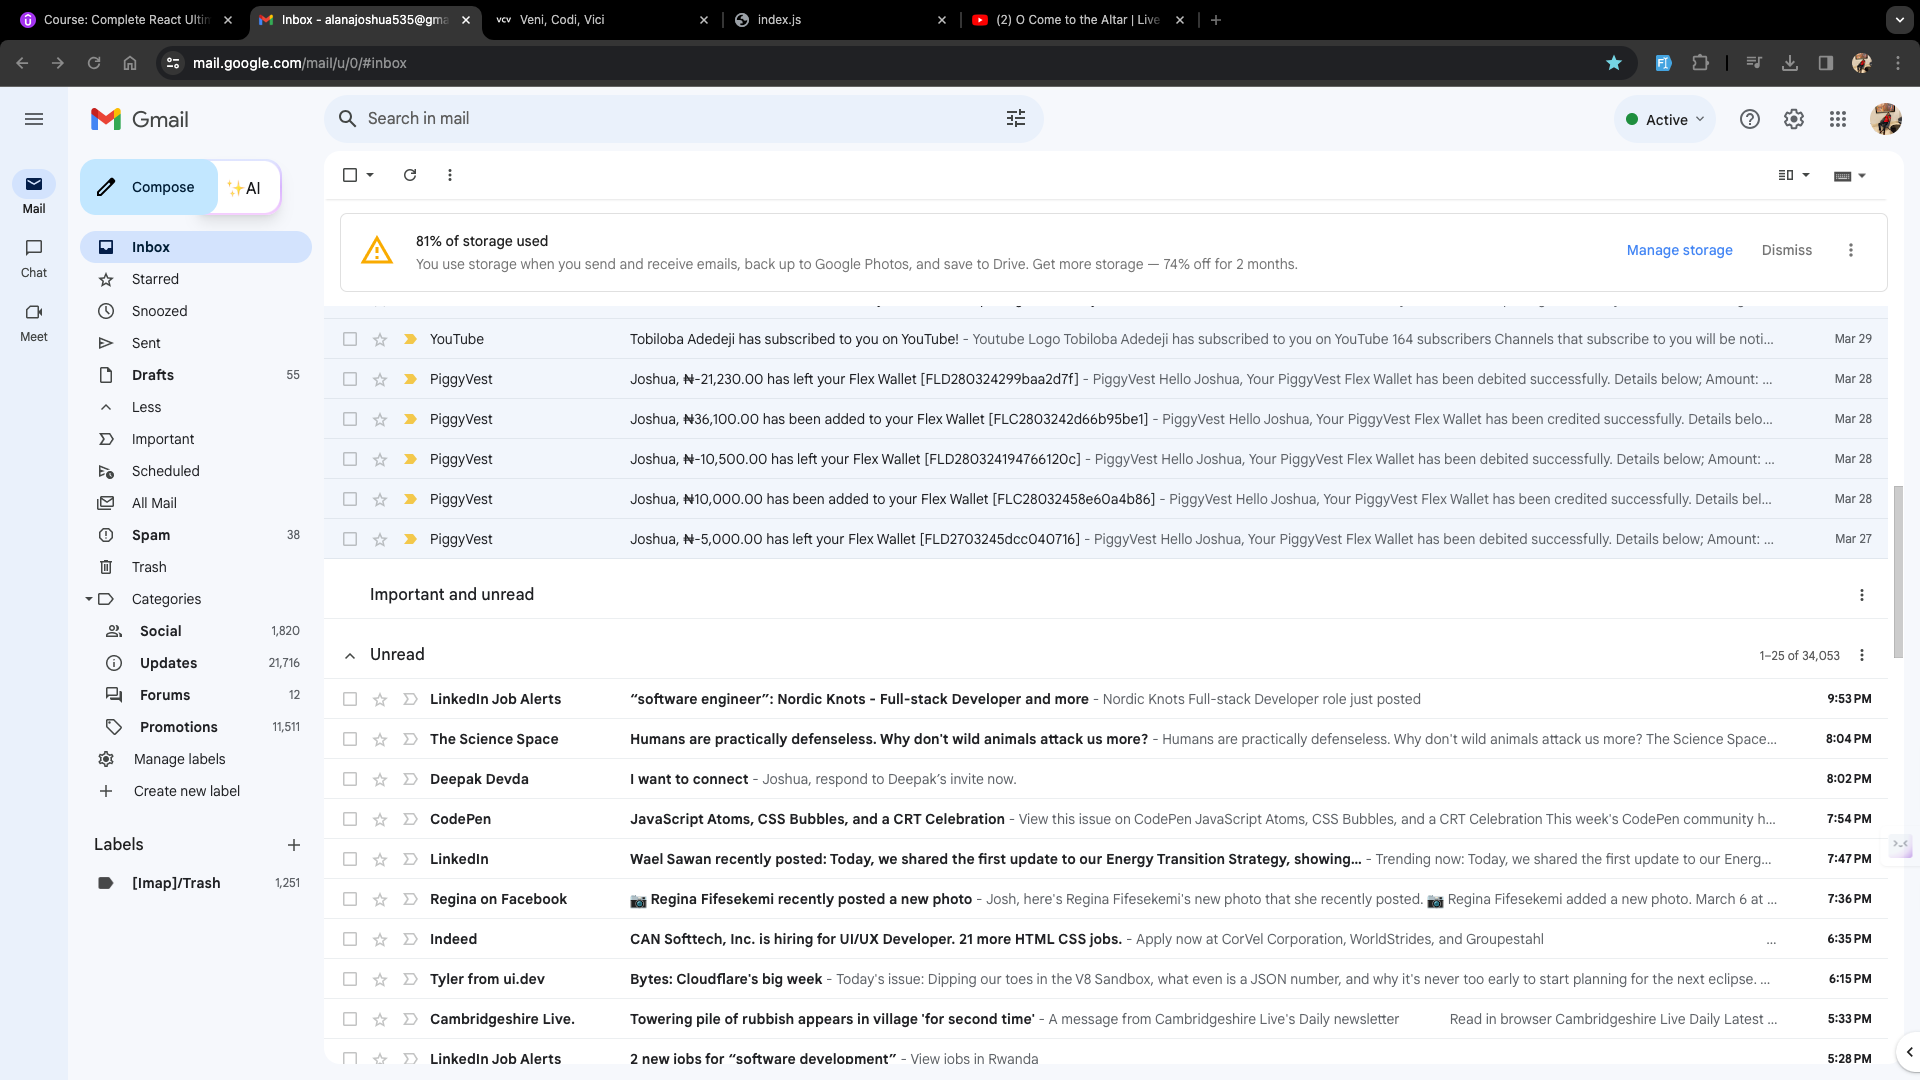 Course: Complete React Ultim
Inbox - alanajoshua535@gma
Veni, Codi, Vici
index.js
(2) O Come to the Altar | Live
mail.google.com/mail/u/0/#inbox
Gmail
Search in mail
Active
Compose
✨AI
Mail
Chat
Meet
Inbox
Starred
Snoozed
Sent
Drafts 55
Less
Important
Scheduled
All Mail
Spam 38
Trash
Categories
Social 1,820
Updates 21,716
Forums 12
Promotions 11,511
Manage labels
Create new label
Labels
[Imap]/Trash 1,251
81% of storage used
You use storage when you send and receive emails, back up to Google Photos, and save to Drive. Get more storage — 74% off for 2 months.
Manage storage
Dismiss
YouTube Tobiloba Adedeji has subscribed to you on YouTube! - Youtube Logo Tobiloba Adedeji has subscribed to you on YouTube 164 subscribers Channels that subscribe to you will be noti... Mar 29
PiggyVest Joshua, ₦-21,230.00 has left your Flex Wallet [FLD280324299baa2d7f] - PiggyVest Hello Joshua, Your PiggyVest Flex Wallet has been debited successfully. Details below; Amount: ... Mar 28
PiggyVest Joshua, ₦36,100.00 has been added to your Flex Wallet [FLC2803242d66b95be1] - PiggyVest Hello Joshua, Your PiggyVest Flex Wallet has been credited successfully. Details belo... Mar 28
PiggyVest Joshua, ₦-10,500.00 has left your Flex Wallet [FLD280324194766120c] - PiggyVest Hello Joshua, Your PiggyVest Flex Wallet has been debited successfully. Details below; Amount: ... Mar 28
PiggyVest Joshua, ₦10,000.00 has been added to your Flex Wallet [FLC28032458e60a4b86] - PiggyVest Hello Joshua, Your PiggyVest Flex Wallet has been credited successfully. Details bel... Mar 28
PiggyVest Joshua, ₦-5,000.00 has left your Flex Wallet [FLD2703245dcc040716] - PiggyVest Hello Joshua, Your PiggyVest Flex Wallet has been debited successfully. Details below; Amount: ... Mar 27
Important and unread
Unread 1–25 of 34,053
LinkedIn Job Alerts “software engineer”: Nordic Knots - Full-stack Developer and more - Nordic Knots Full-stack Developer role just posted 9:53 PM
The Science Space Humans are practically defenseless. Why don't wild animals attack us more? - Humans are practically defenseless. Why don't wild animals attack us more? The Science Space... 8:04 PM
Deepak Devda I want to connect - Joshua, respond to Deepak’s invite now. 8:02 PM
CodePen JavaScript Atoms, CSS Bubbles, and a CRT Celebration - View this issue on CodePen JavaScript Atoms, CSS Bubbles, and a CRT Celebration This week's CodePen community h... 7:54 PM
LinkedIn Wael Sawan recently posted: Today, we shared the first update to our Energy Transition Strategy, showing... - Trending now: Today, we shared the first update to our Energ... 7:47 PM
Regina on Facebook 📷 Regina Fifesekemi recently posted a new photo - Josh, here's Regina Fifesekemi's new photo that she recently posted. 📷 Regina Fifesekemi added a new photo. March 6 at ... 7:36 PM
Indeed CAN Softtech, Inc. is hiring for UI/UX Developer. 21 more HTML CSS jobs. - Apply now at CorVel Corporation, WorldStrides, and Groupestahl ... 6:35 PM
Tyler from ui.dev Bytes: Cloudflare's big week - Today's issue: Dipping our toes in the V8 Sandbox, what even is a JSON number, and why it's never too early to start planning for the next eclipse. ... 6:15 PM
Cambridgeshire Live. Towering pile of rubbish appears in village 'for second time' - A message from Cambridgeshire Live's Daily newsletter Read in browser Cambridgeshire Live Daily Latest ... 5:33 PM
LinkedIn Job Alerts 2 new jobs for “software development” - View jobs in Rwanda 5:28 PM